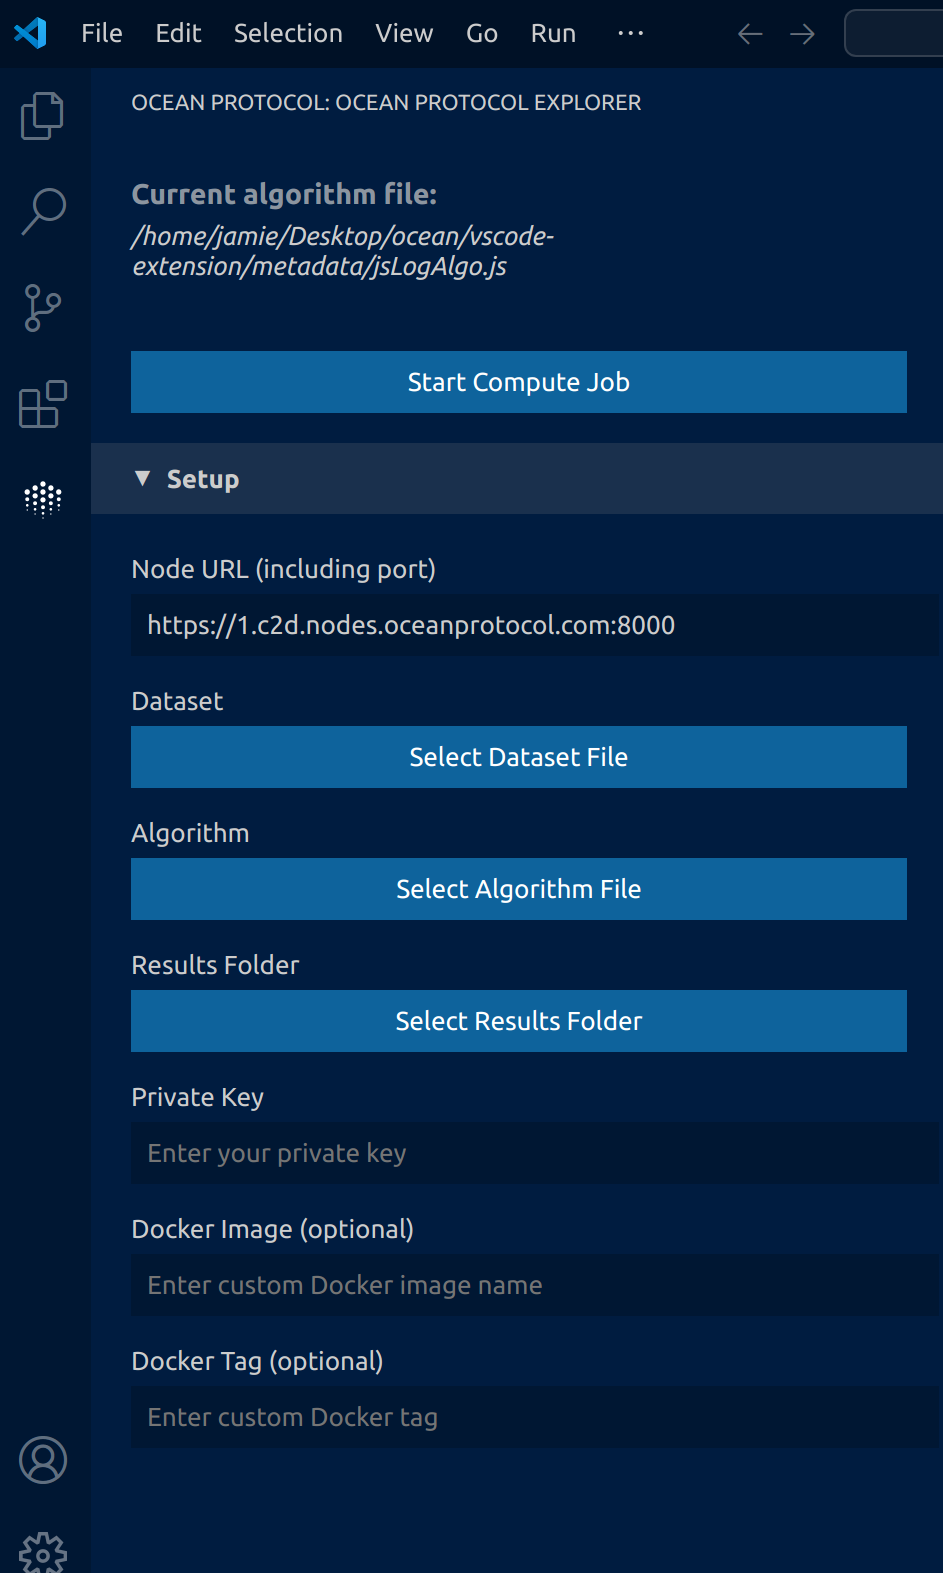 File Edit Selection View Go Run ···
OCEAN PROTOCOL: OCEAN PROTOCOL EXPLORER
Current algorithm file:
/home/jamie/Desktop/ocean/vscode-
extension/metadata/jsLogAlgo.js
Start Compute Job
Setup
Node URL (including port)
https://1.c2d.nodes.oceanprotocol.com:8000
Dataset
Select Dataset File
Algorithm
Select Algorithm File
Results Folder
Select Results Folder
Private Key
Enter your private key
Docker Image (optional)
Enter custom Docker image name
Docker Tag (optional)
Enter custom Docker tag